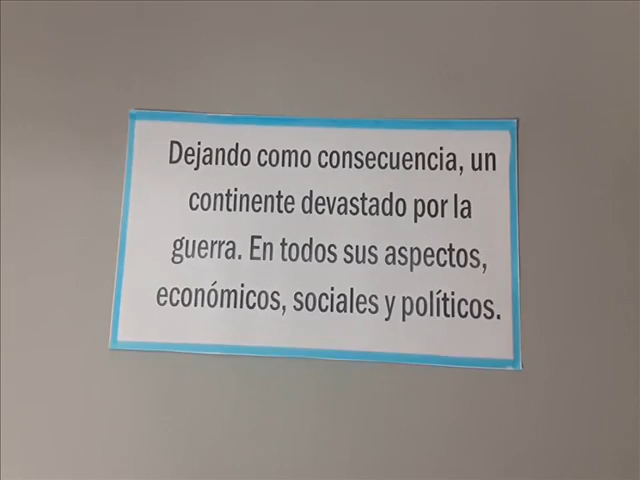 Dejando como consecuencia, un
continente devastado por la
guerra. En todos sus aspectos,
económicos, sociales y políticos.